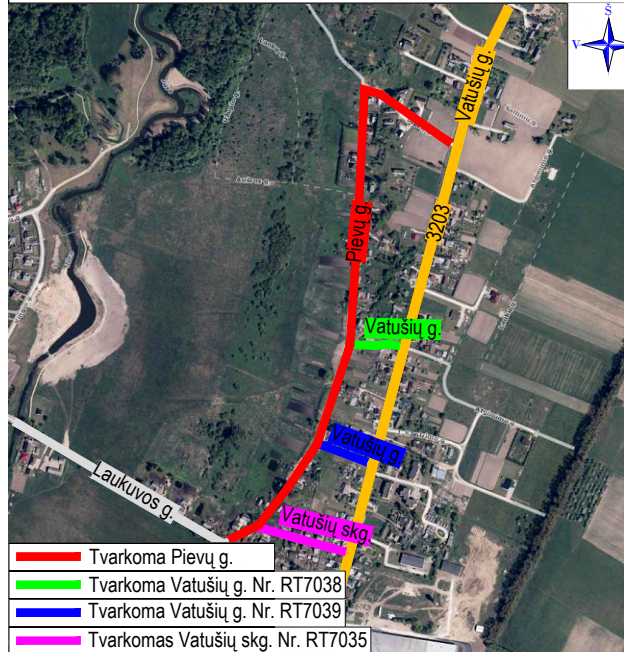 Š
V
Vatušių g.
3203
Pievų g.
Aušros g.
Vatušių g.
Vatušių g.
Laukuvos g.
Vatušių skg.
Tvarkoma Pievų g.
Tvarkoma Vatušių g. Nr. RT7038
Tvarkoma Vatušių g. Nr. RT7039
Tvarkomas Vatušių skg. Nr. RT7035